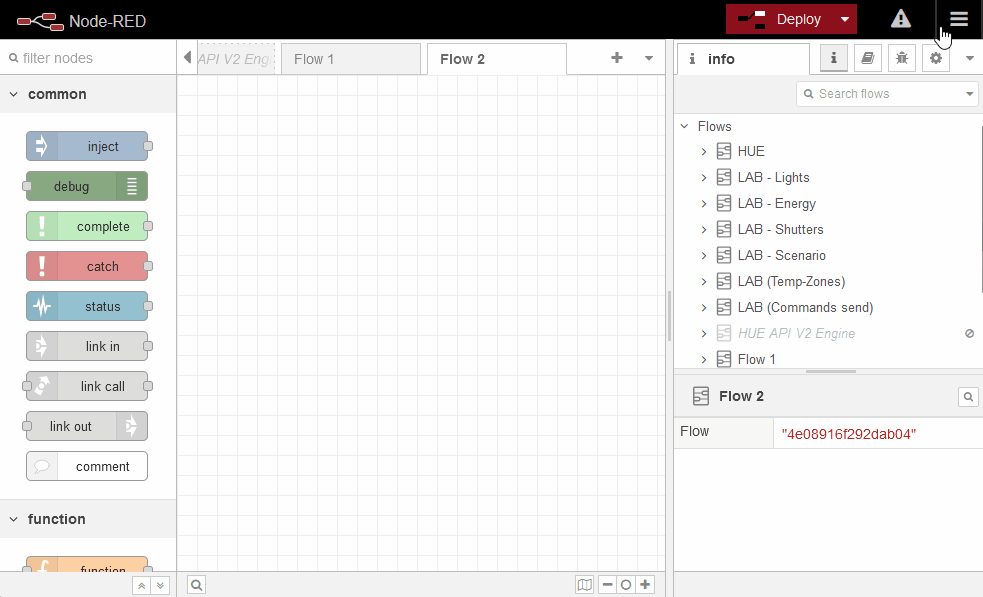 Node-RED
Deploy
filter nodes
API V2 Eng
Flow 1
Flow 2
info
common
Search flows
inject
debug
complete
catch
status
link in
link call
link out
comment
function
function
Flows
HUE
LAB - Lights
LAB - Energy
LAB - Shutters
LAB - Scenario
LAB (Temp-Zones)
LAB (Commands send)
HUE API V2 Engine
Flow 1
Flow 2
Flow "4e08916f292dab04"